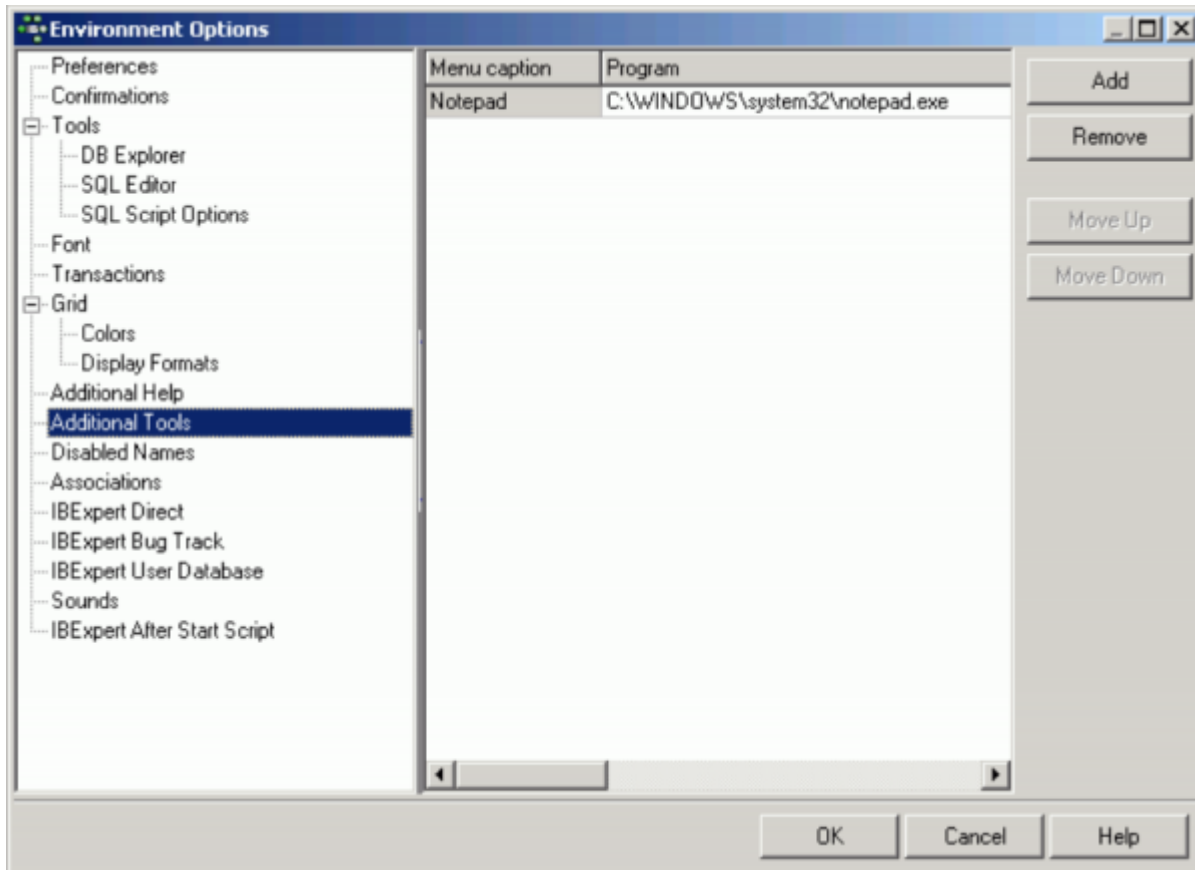 Environment Options
Preferences
Confirmations
Tools
DB Explorer
SQL Editor
SQL Script Options
Font
Transactions
Grid
Colors
Display Formats
Additional Help
Additional Tools
Disabled Names
Associations
IBExpert Direct
IBExpert Bug Track
IBExpert User Database
Sounds
IBExpert After Start Script
Menu caption Program
Notepad C:\WINDOWS\system32\notepad.exe
Add
Remove
Move Up
Move Down
OK Cancel Help